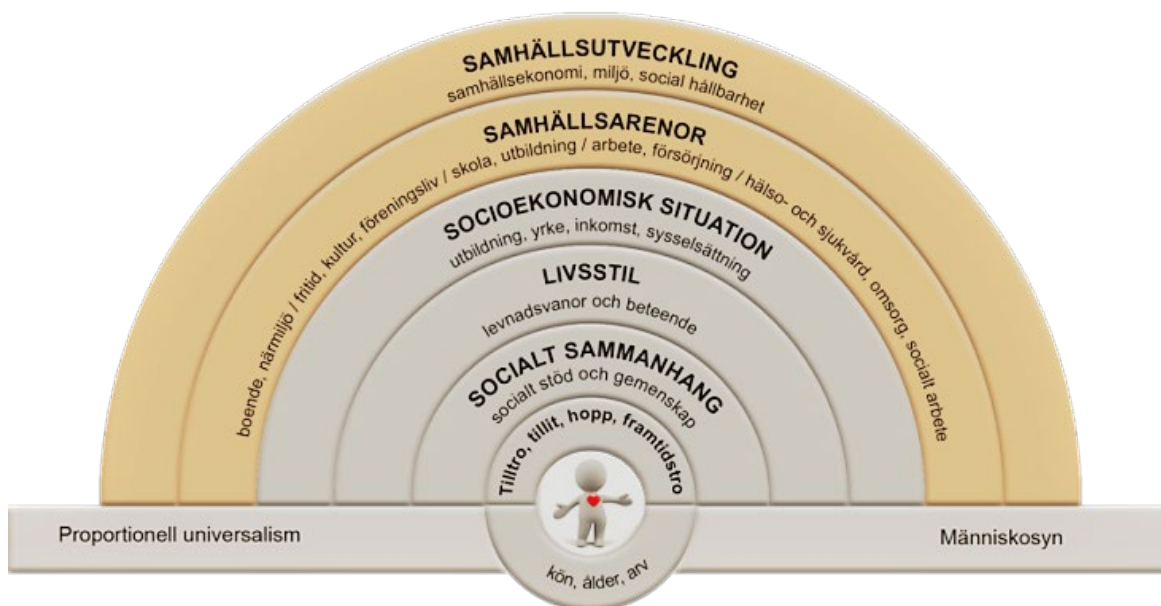 SAMHÄLLSUTVECKLING
samhällsekonomi, miljö, social hållbarhet
SAMHÄLLSARENOR
boende, närmiljö / fritid, kultur, föreningsliv / skola, utbildning / arbete, försörjning / hälso- och sjukvård, omsorg, socialt arbete
SOCIOEKONOMISK SITUATION
utbildning, yrke, inkomst, sysselsättning
LIVSSTIL
levnadsvanor och beteende
SOCIALT SAMMANHANG
socialt stöd och gemenskap
Tilltro, tillit, hopp, framtidstro
Proportionell universalism
Människosyn
kön, ålder, arv